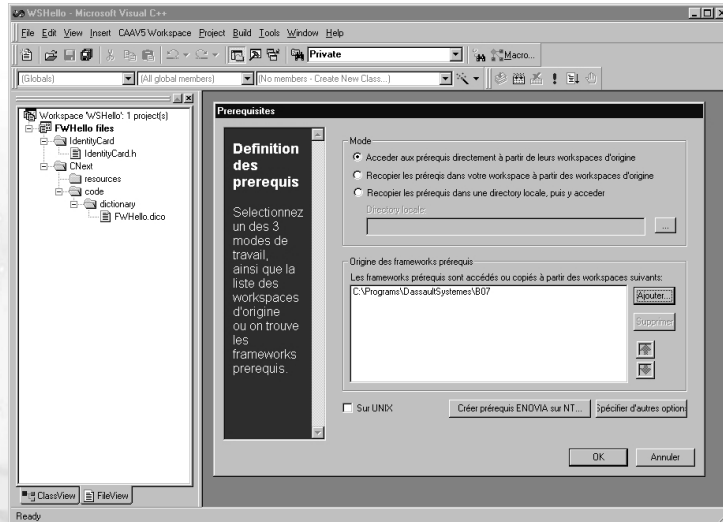 WSHello - Microsoft Visual C++
File Edit View Insert CAAV5 Workspace Project Build Tools Window Help
Private
Macro...
(Globals)
(All global members)
(No members - Create New Class...)
Workspace 'WSHello': 1 project(s)
FWHello files
IdentityCard
IdentityCard.h
CNext
resources
code
dictionary
FWHello.dico
ClassView
FileView
Ready
Prerequisites
Definition
des
prerequis
Selectionnez
un des 3
modes de
travail,
ainsi que la
liste des
workspaces
d'origine
ou on trouve
les
frameworks
prerequis.
Mode
Acceder aux prérequis directement à partir de leurs workspaces d'origine
Recopier les préreqis dans votre workspace à partir des workspaces d'origine
Recopier les prérequis dans une directory locale, puis y acceder
Directory locale:
...
Origine des frameworks prérequis
Les frameworks prérequis sont accédés ou copiés à partir des workspaces suivants:
C:\Programs\DassaultSystemes\B07
Ajouter...
Supprimer
Sur UNIX
Créer prérequis ENOVIA sur NT...
Spécifier d'autres option
OK
Annuler